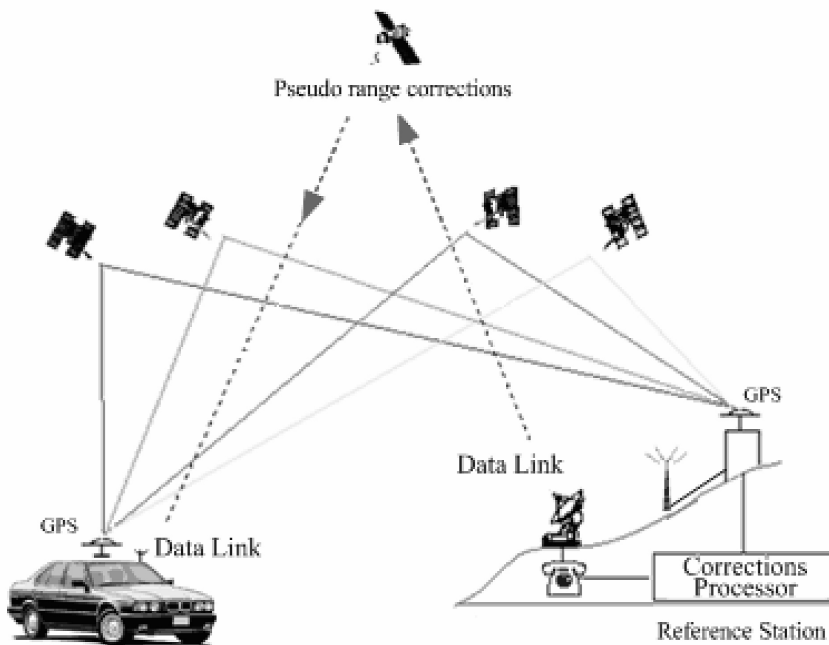 Pseudo range corrections
GPS
Data Link
GPS
Data Link
Corrections
Processor
Reference Station